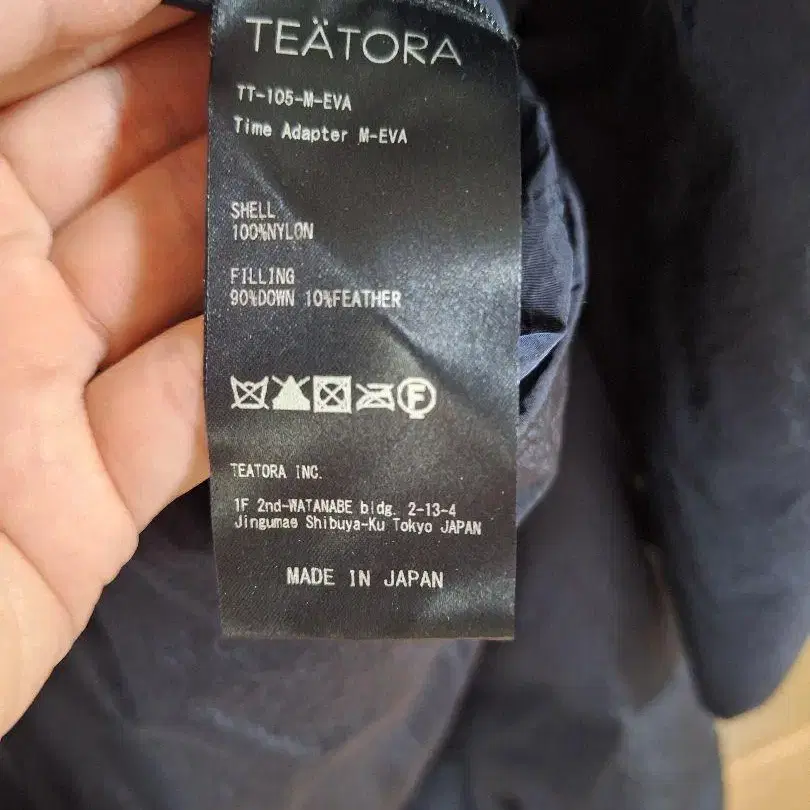 TEÄTORA
TT-105-M-EVA
Time Adapter M-EVA
SHELL
100%NYLON
FILLING
90%DOWN 10%FEATHER
F
TEATORA INC.
1F 2nd-WATANABE bldg. 2-13-4
Jingumae Shibuya-Ku Tokyo JAPAN
MADE IN JAPAN